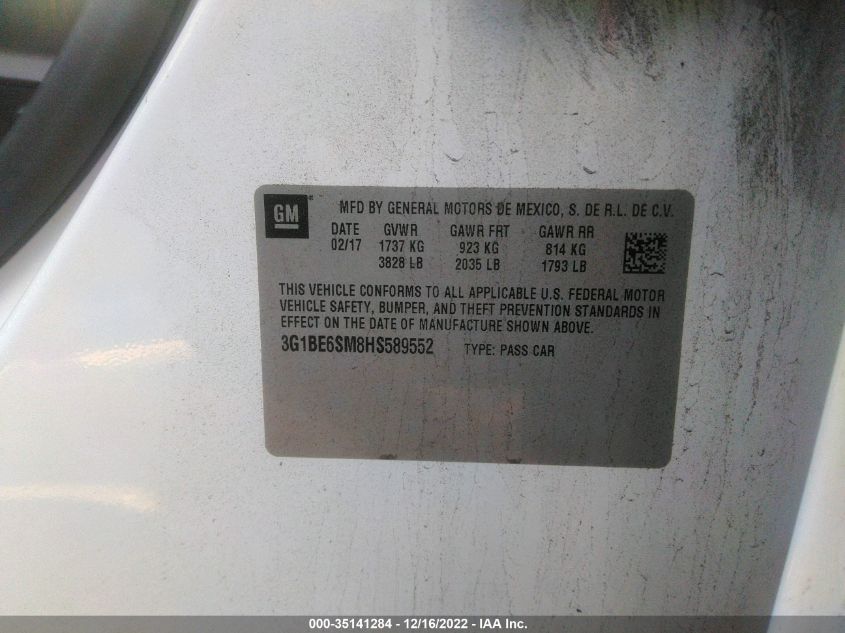 GM
MFD BY GENERAL MOTORS DE MEXICO, S. DE R.L. DE C.V.
DATE GVWR GAWR FRT GAWR RR
02/17 1737 KG 923 KG 814 KG
3828 LB 2035 LB 1793 LB
THIS VEHICLE CONFORMS TO ALL APPLICABLE U.S. FEDERAL MOTOR
VEHICLE SAFETY, BUMPER, AND THEFT PREVENTION STANDARDS IN
EFFECT ON THE DATE OF MANUFACTURE SHOWN ABOVE.
3G1BE6SM8HS589552 TYPE: PASS CAR
000-35141284 - 12/16/2022 - IAA Inc.